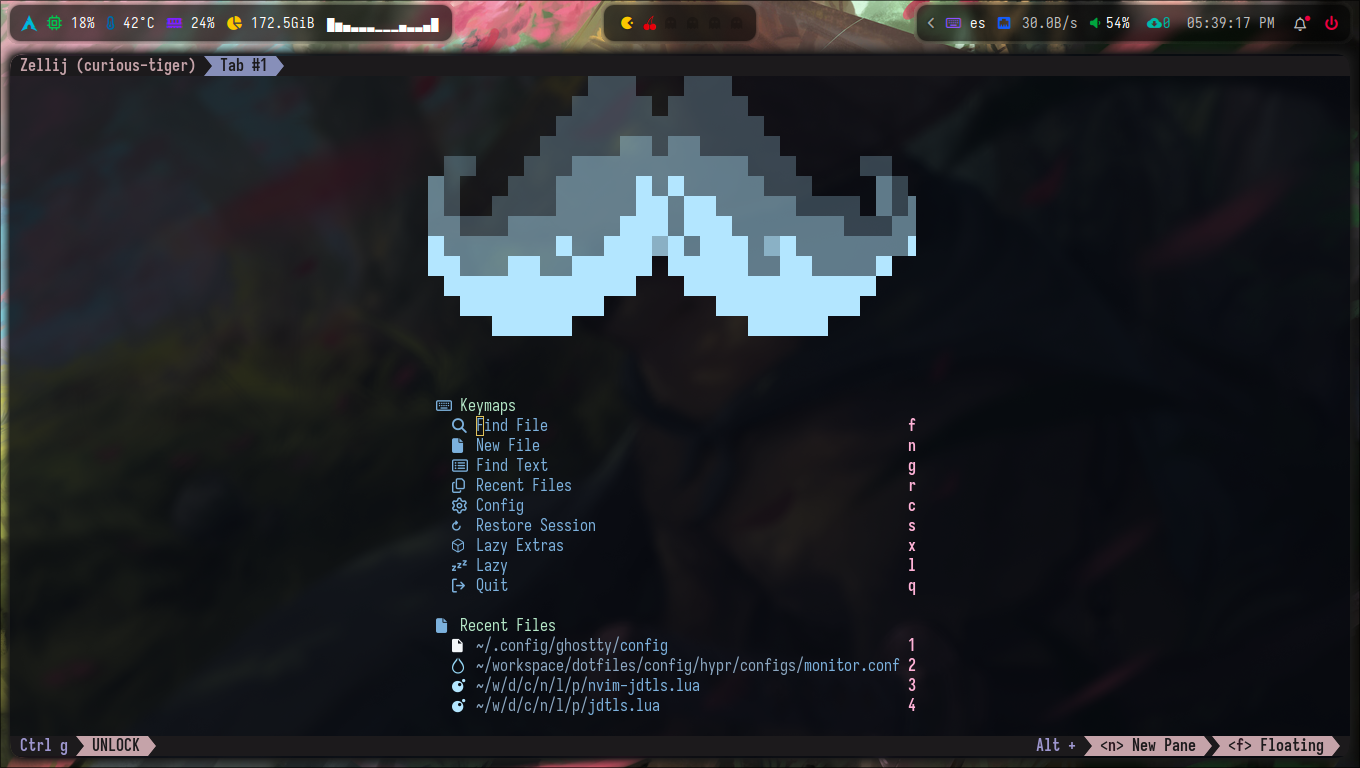 18% 42°C 24% 172.5GiB es 30.0B/s 54% 0 05:39:17 PM
Zellij (curious-tiger) Tab #1
Keymaps
Find File f
New File n
Find Text g
Recent Files r
Config c
Restore Session s
Lazy Extras x
Lazy l
Quit q
Recent Files
~/.config/ghostty/config 1
~/workspace/dotfiles/config/hypr/configs/monitor.conf 2
~/w/d/c/n/l/p/nvim-jdtls.lua 3
~/w/d/c/n/l/p/jdtls.lua 4
Ctrl g UNLOCK Alt + <n> New Pane <f> Floating